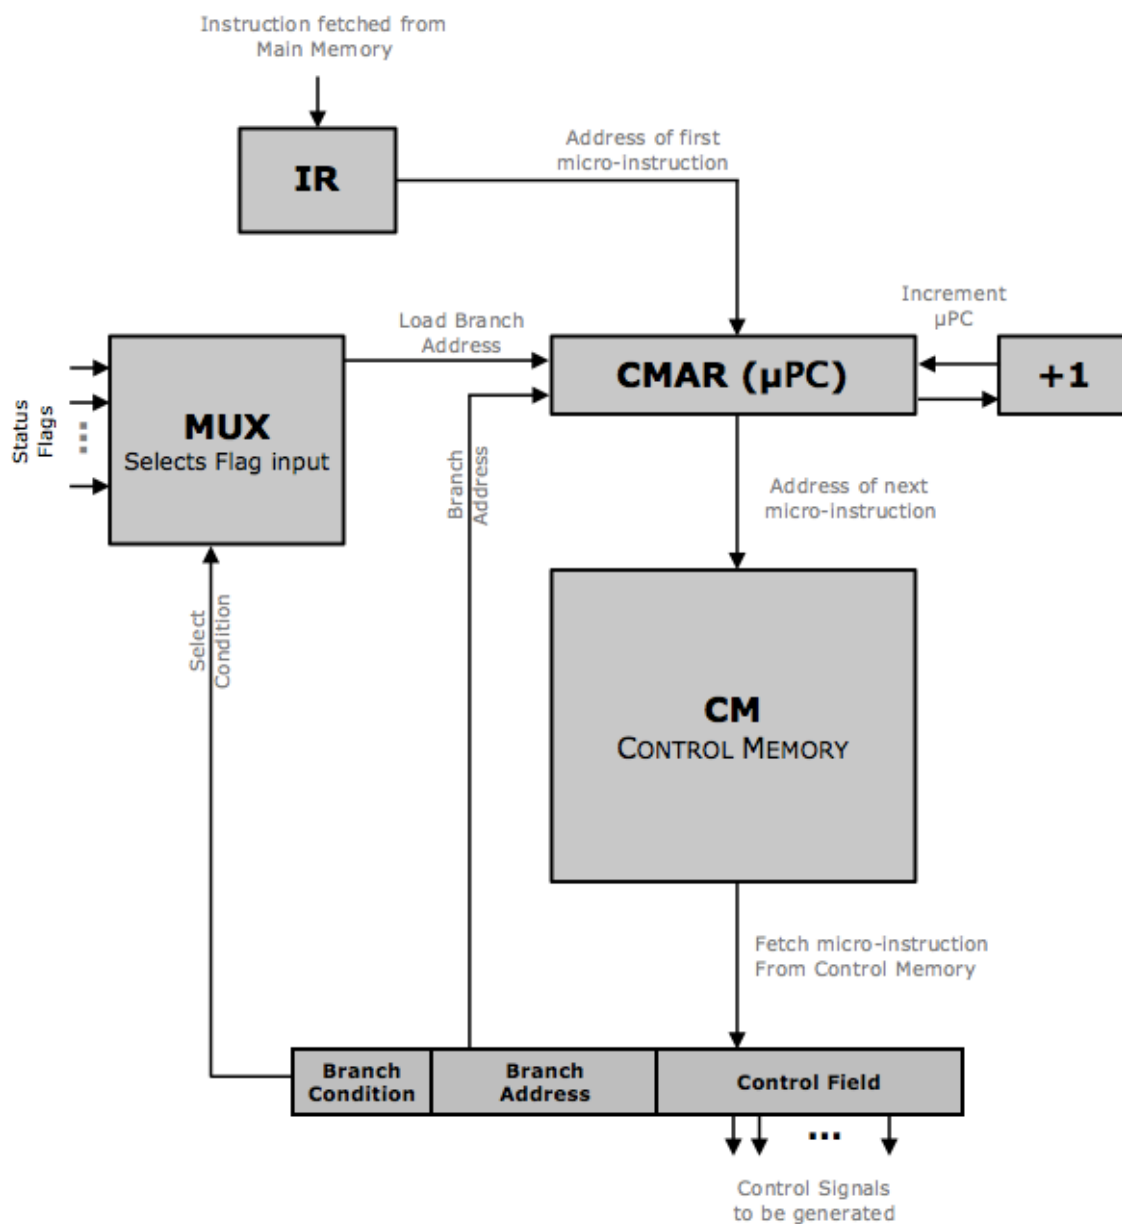 Instruction fetched from
Main Memory
IR
Address of first
micro-instruction
Increment
µPC
Load Branch
Address
CMAR (µPC)
+1
Status
Flags
MUX
Selects Flag input
Branch
Address
Address of next
micro-instruction
Select
Condition
CM
CONTROL MEMORY
Fetch micro-instruction
From Control Memory
Branch
Condition
Branch
Address
Control Field
...
Control Signals
to be generated